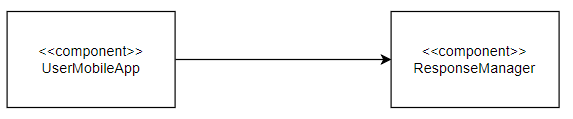 <<component>>
UserMobileApp
<<component>>
ResponseManager